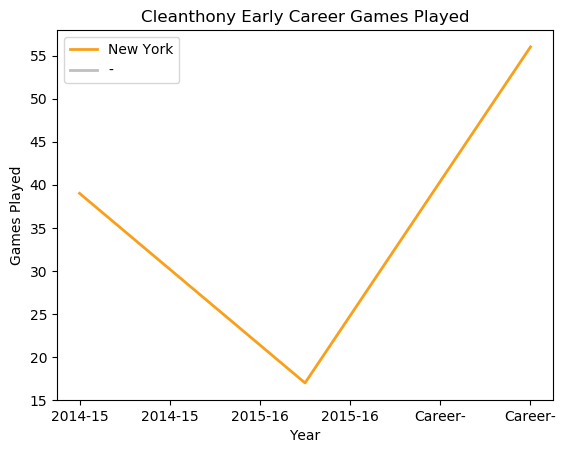 Cleanthony Early Career Games Played
New York
-
55
50
45
40
35
30
25
20
15
Games Played
2014-15 2014-15 2015-16 2015-16 Career- Career-
Year